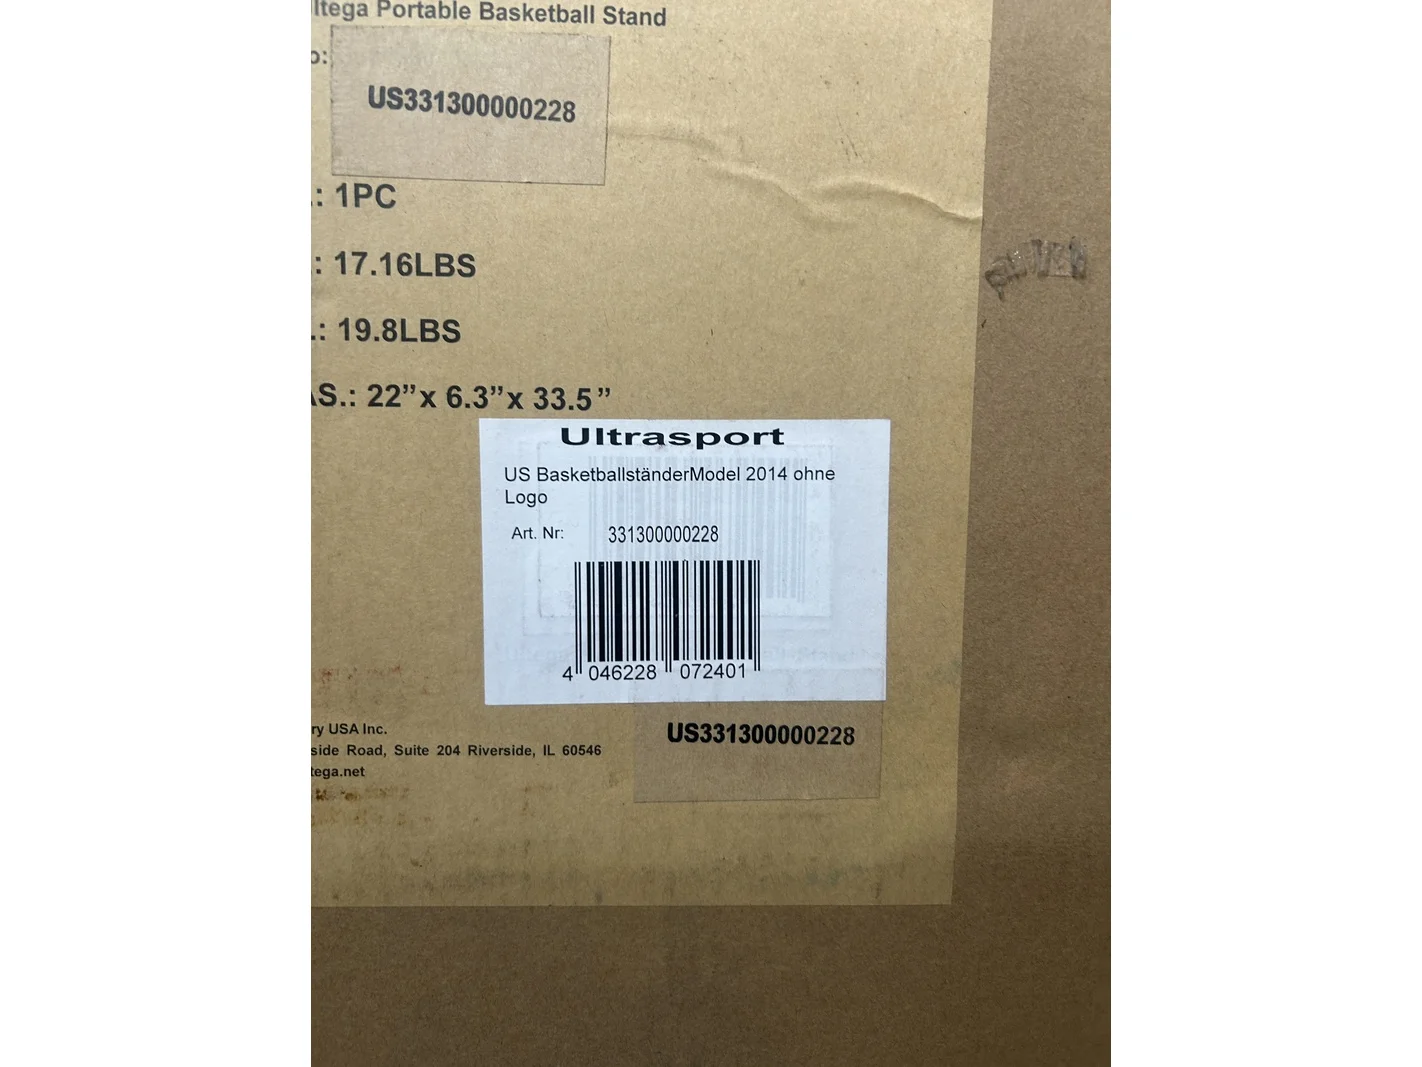 ltega Portable Basketball Stand
o:
US331300000228
.: 1PC
: 17.16LBS
.: 19.8LBS
AS.: 22”x 6.3”x 33.5”
Ultrasport
US BasketballständerModel 2014 ohne
Logo
Art. Nr: 331300000228
4 046228 072401
ry USA Inc.
side Road, Suite 204 Riverside, IL 60546
tega.net
US331300000228